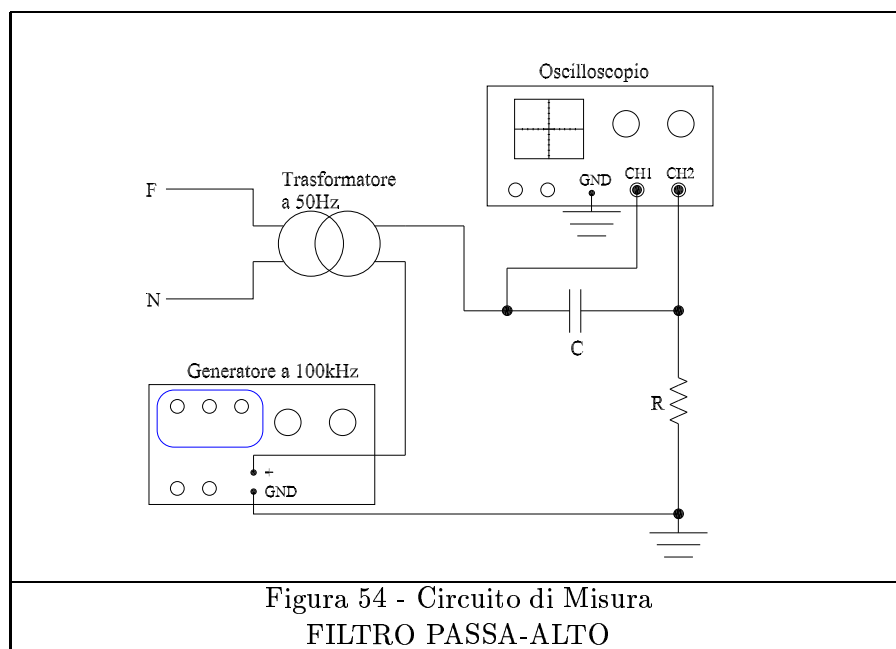 Oscilloscopio
GND
CH1
CH2
Trasformatore
a 50Hz
F
N
C
R
Generatore a 100kHz
+
GND
Figura 54 - Circuito di Misura
FILTRO PASSA-ALTO